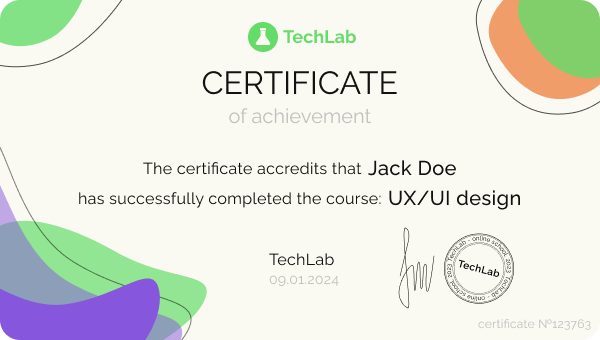 TechLab
CERTIFICATE
of achievement
The certificate accredits that Jack Doe
has successfully completed the course: UX/UI design
TechLab
09.01.2024
TechLab - online school, 2023
TechLab
TechLab - online school, 2023
certificate №123763